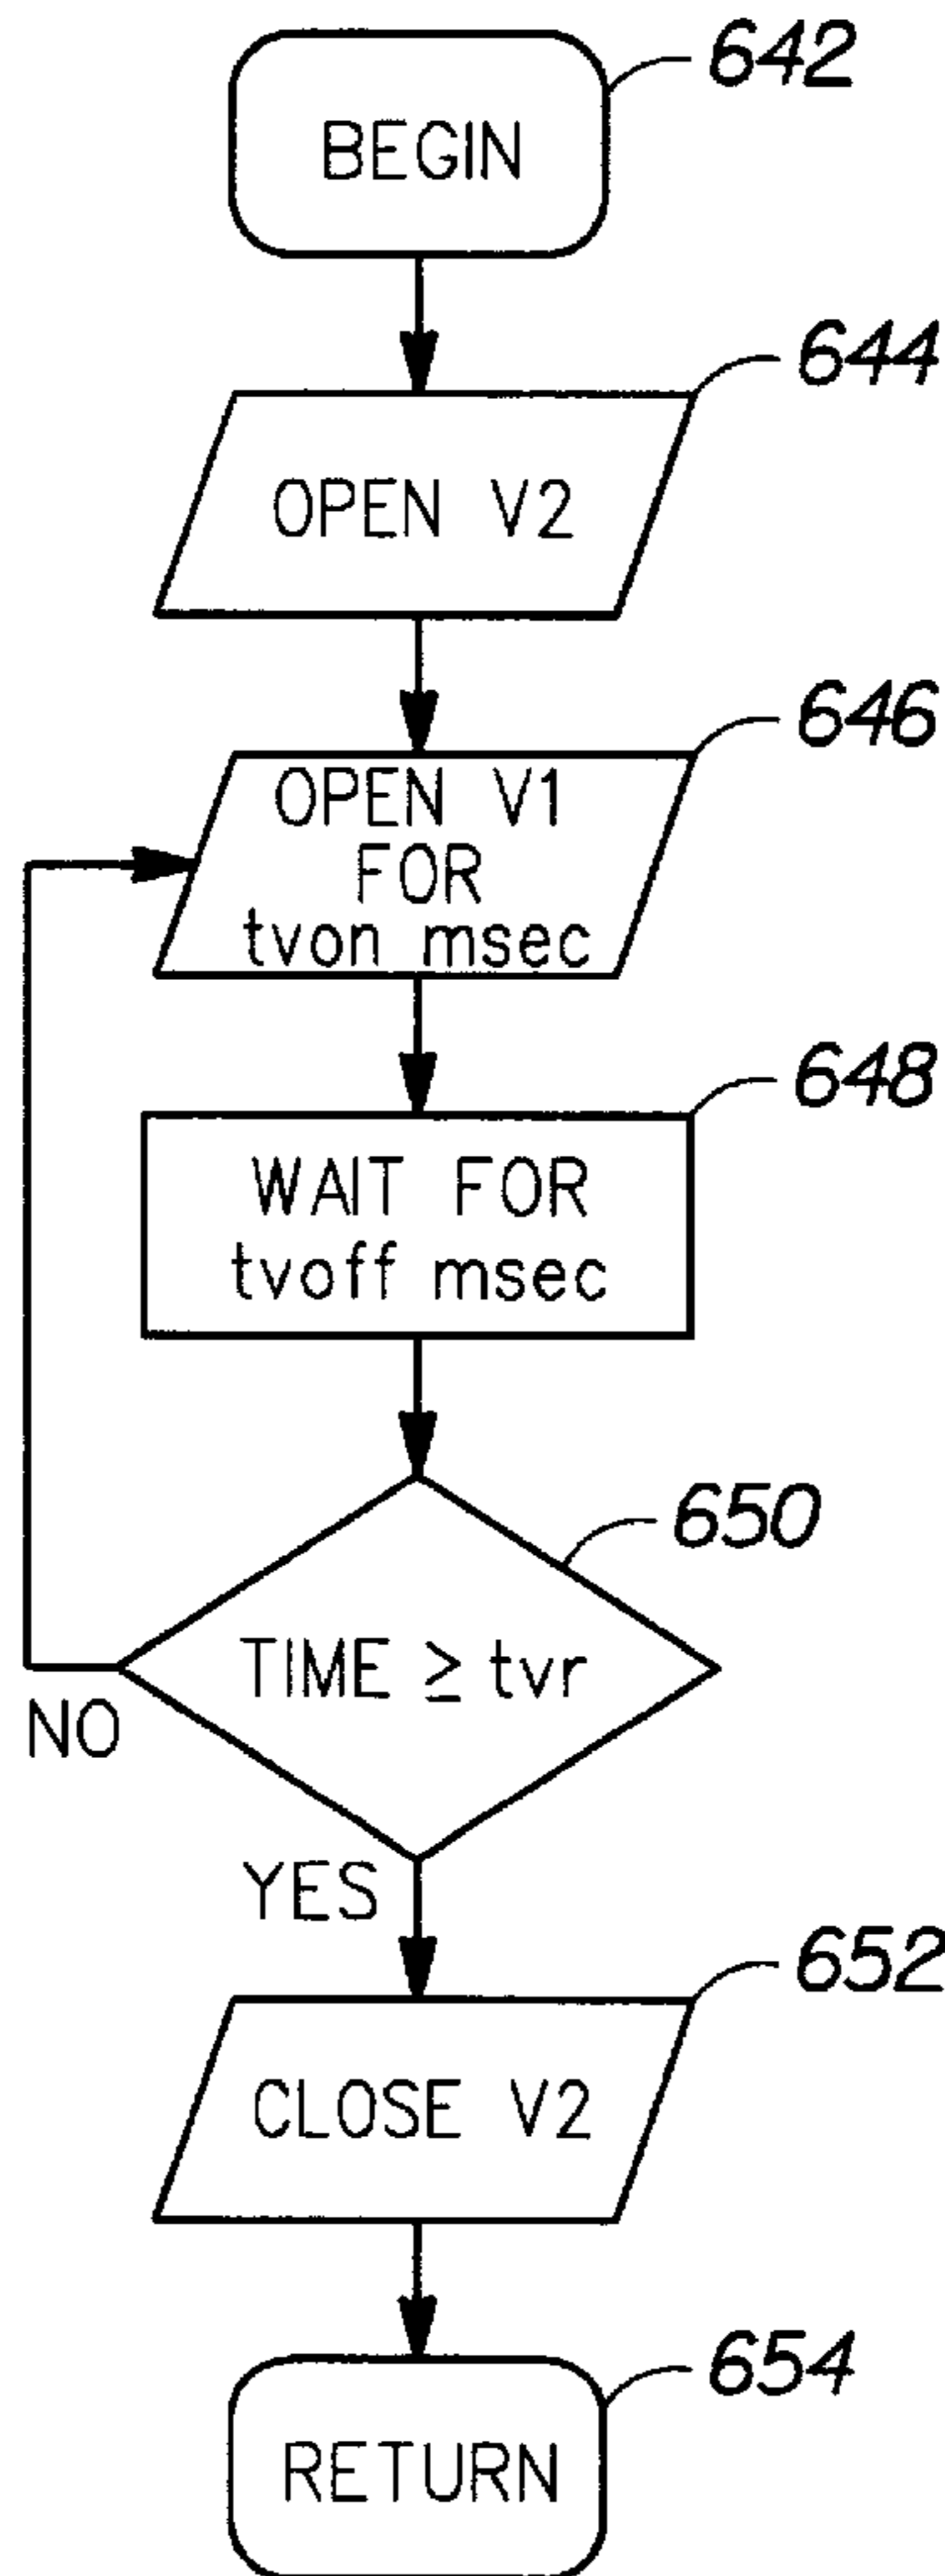 642
BEGIN
644
OPEN V2
646
OPEN V1
FOR
tvon msec
648
WAIT FOR
tvoff msec
650
TIME ≥ tvr
NO
YES
652
CLOSE V2
654
RETURN